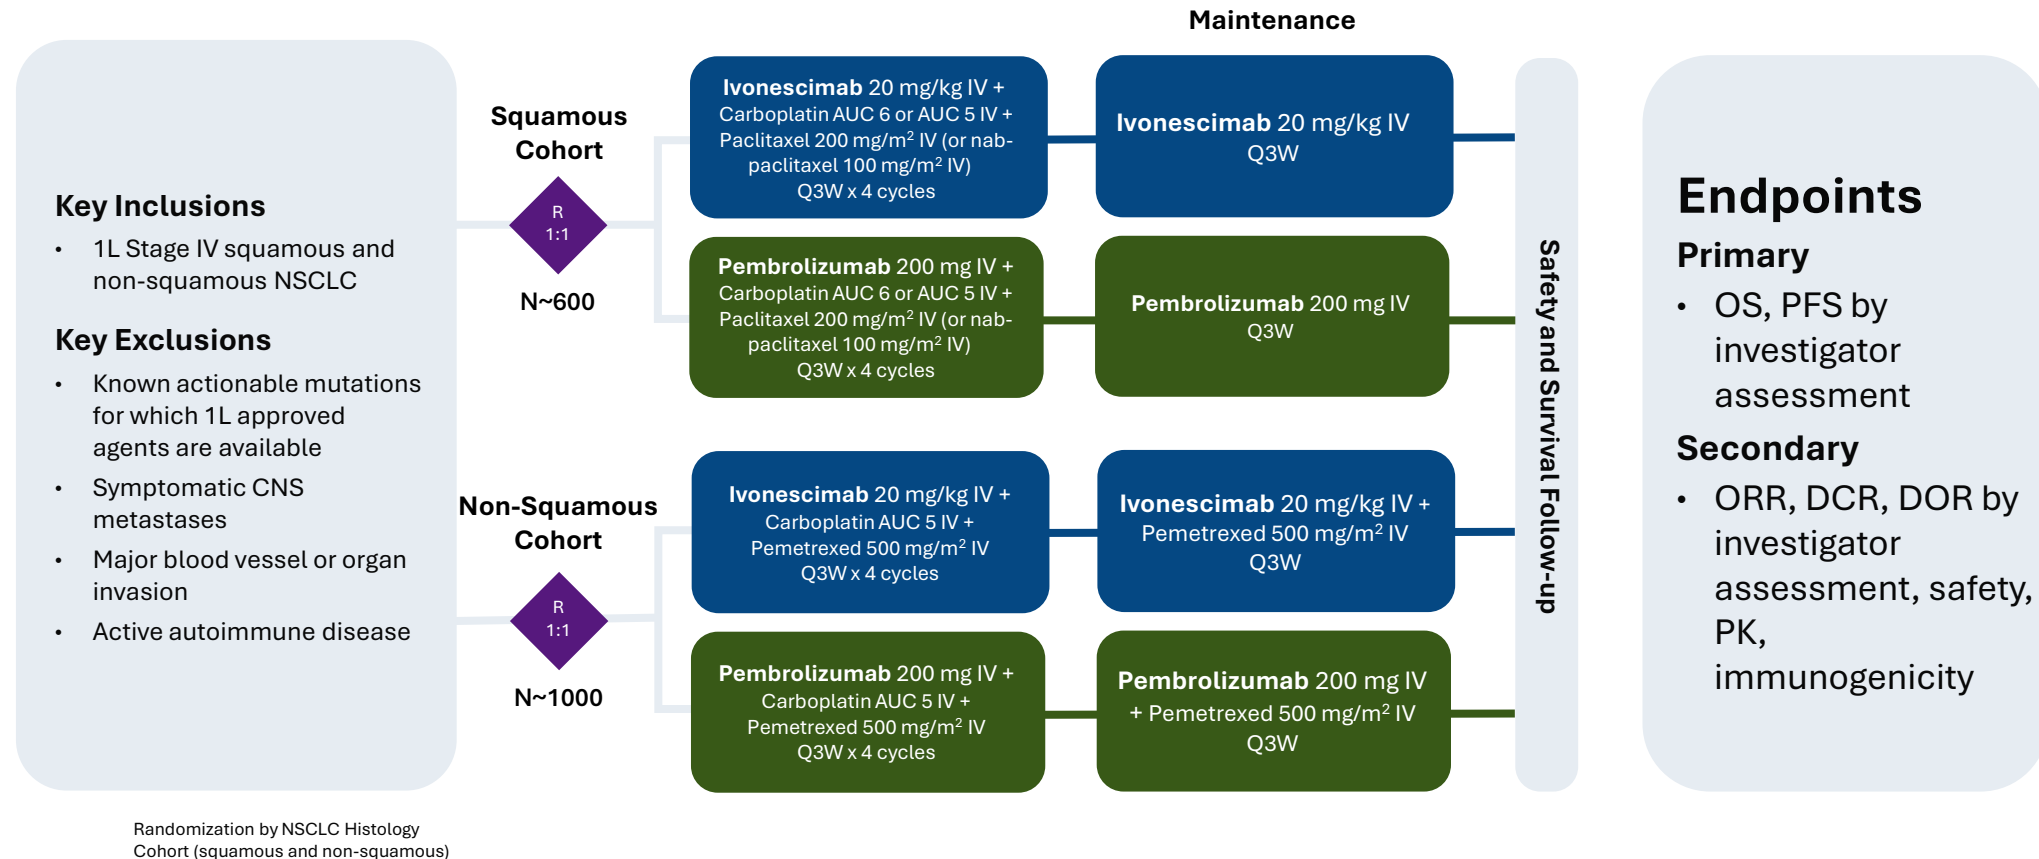 Maintenance
Key Inclusions
• 1L Stage IV squamous and
non-squamous NSCLC
Key Exclusions
• Known actionable mutations
for which 1L approved
agents are available
• Symptomatic CNS
metastases
• Major blood vessel or organ
invasion
• Active autoimmune disease
Squamous
Cohort
R
1:1
N~600
Ivonescimab 20 mg/kg IV +
Carboplatin AUC 6 or AUC 5 IV +
Paclitaxel 200 mg/m² IV (or nab-
paclitaxel 100 mg/m² IV)
Q3W x 4 cycles
Ivonescimab 20 mg/kg IV
Q3W
Pembrolizumab 200 mg IV +
Carboplatin AUC 6 or AUC 5 IV +
Paclitaxel 200 mg/m² IV (or nab-
paclitaxel 100 mg/m² IV)
Q3W x 4 cycles
Pembrolizumab 200 mg IV
Q3W
Non-Squamous
Cohort
R
1:1
N~1000
Ivonescimab 20 mg/kg IV +
Carboplatin AUC 5 IV +
Pemetrexed 500 mg/m² IV
Q3W x 4 cycles
Ivonescimab 20 mg/kg IV +
Pemetrexed 500 mg/m² IV
Q3W
Pembrolizumab 200 mg IV +
Carboplatin AUC 5 IV +
Pemetrexed 500 mg/m² IV
Q3W x 4 cycles
Pembrolizumab 200 mg IV
+ Pemetrexed 500 mg/m² IV
Q3W
Safety and Survival Follow-up
Endpoints
Primary
• OS, PFS by
investigator
assessment
Secondary
• ORR, DCR, DOR by
investigator
assessment, safety,
PK,
immunogenicity
Randomization by NSCLC Histology
Cohort (squamous and non-squamous)